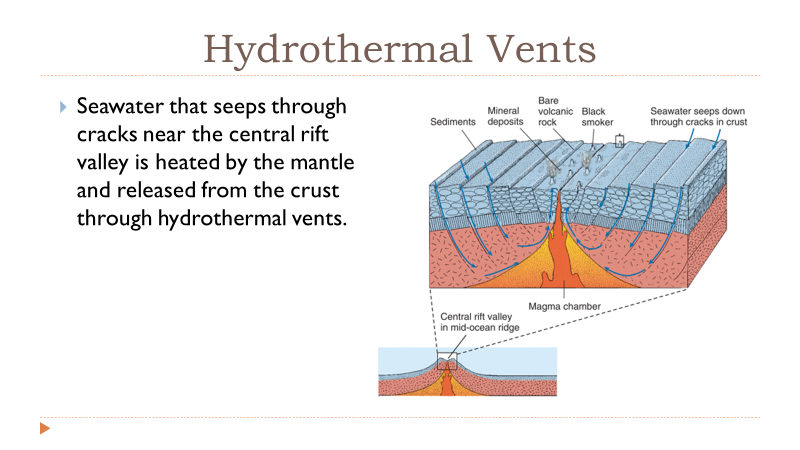 Hydrothermal Vents
Seawater that seeps through
cracks near the central rift
valley is heated by the mantle
and released from the crust
through hydrothermal vents.
Sediments
Mineral
deposits
Bare
volcanic
rock
Black
smoker
Seawater seeps down
through cracks in crust
Magma chamber
Central rift valley
in mid-ocean ridge